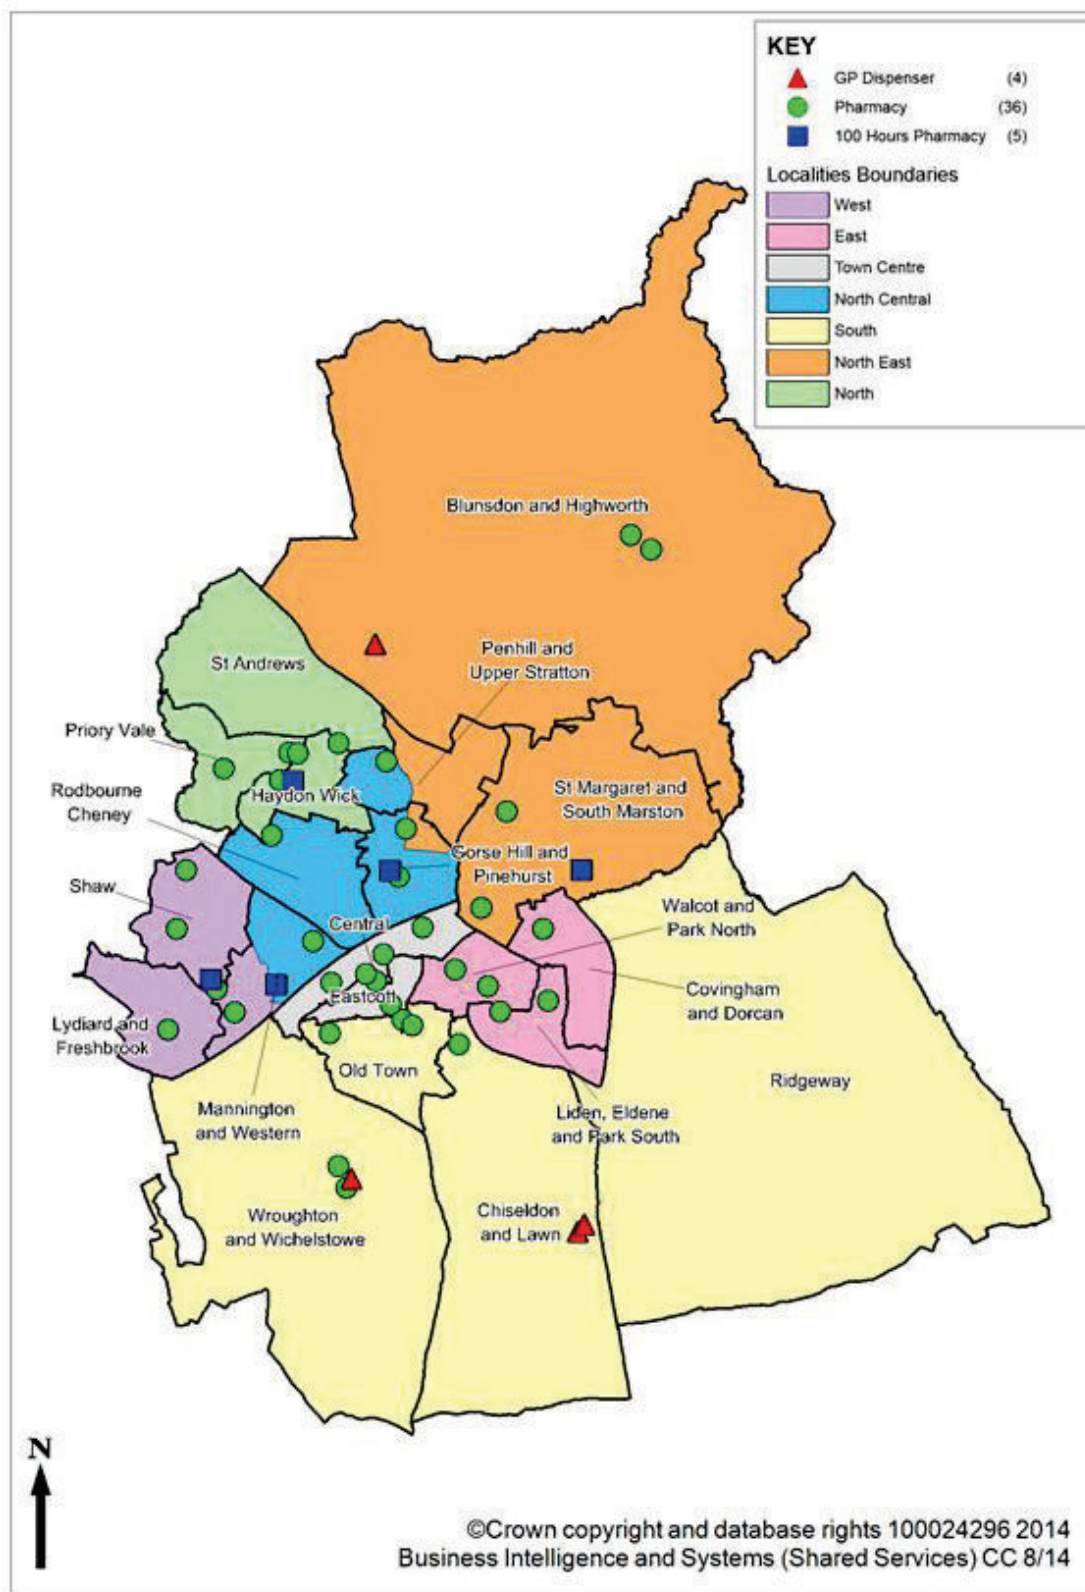 KEY
GP Dispenser (4)
Pharmacy (36)
100 Hours Pharmacy (5)
Localities Boundaries
West
East
Town Centre
North Central
South
North East
North
Blunsdon and Highworth
Penhill and
Upper Stratton
St Andrews
Priory Vale
Rodbourne
Cheney
Haydon Wick
St Margaret and
South Marston
Gorse Hill and
Pinehurst
Shaw
Central
Walcot and
Park North
Eastcott
Covingham
and Dorcan
Lydiard and
Freshbrook
Old Town
Ridgeway
Mannington
and Western
Liden, Eldene
and Park South
Wroughton
and Wichelstowe
Chiseldon
and Lawn
N
©Crown copyright and database rights 100024296 2014
Business Intelligence and Systems (Shared Services) CC 8/14